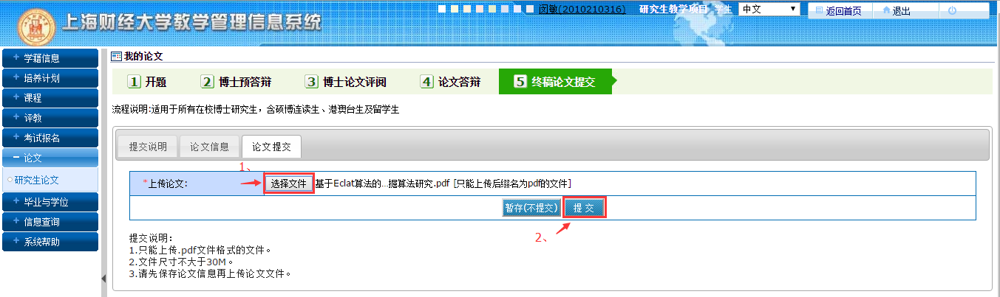 上海财经大学教学管理信息系统
闵敏(2010210316) 研究生教学项目 学生 中文 返回首页 退出
学籍信息
培养计划
课程
评教
考试报名
论文
研究生论文
毕业与学位
信息查询
系统帮助
我的论文
1 开题 2 博士预答辩 3 博士论文评阅 4 论文答辩 5 终稿论文提交
流程说明:适用于所有在校博士研究生，含硕博连读生、港澳台生及留学生
提交说明 论文信息 论文提交
1、
*上传论文： 选择文件 基于Eclat算法的...掘算法研究.pdf [只能上传后缀名为pdf的文件]
暂存(不提交) 提 交
2、
提交说明：
1.只能上传.pdf文件格式的文件。
2.文件尺寸不大于30M。
3.请先保存论文信息再上传论文文件。